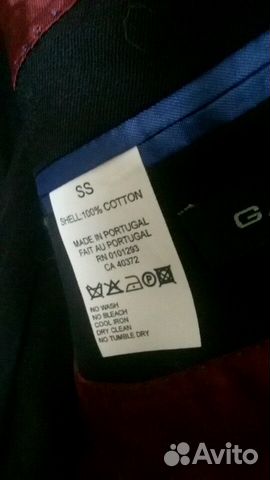 SS
SHELL:100% COTTON
MADE IN PORTUGAL
FAIT AU PORTUGAL
RN 0101293
CA 40372
NO WASH
NO BLEACH
COOL IRON
DRY CLEAN
NO TUMBLE DRY
G
Avito